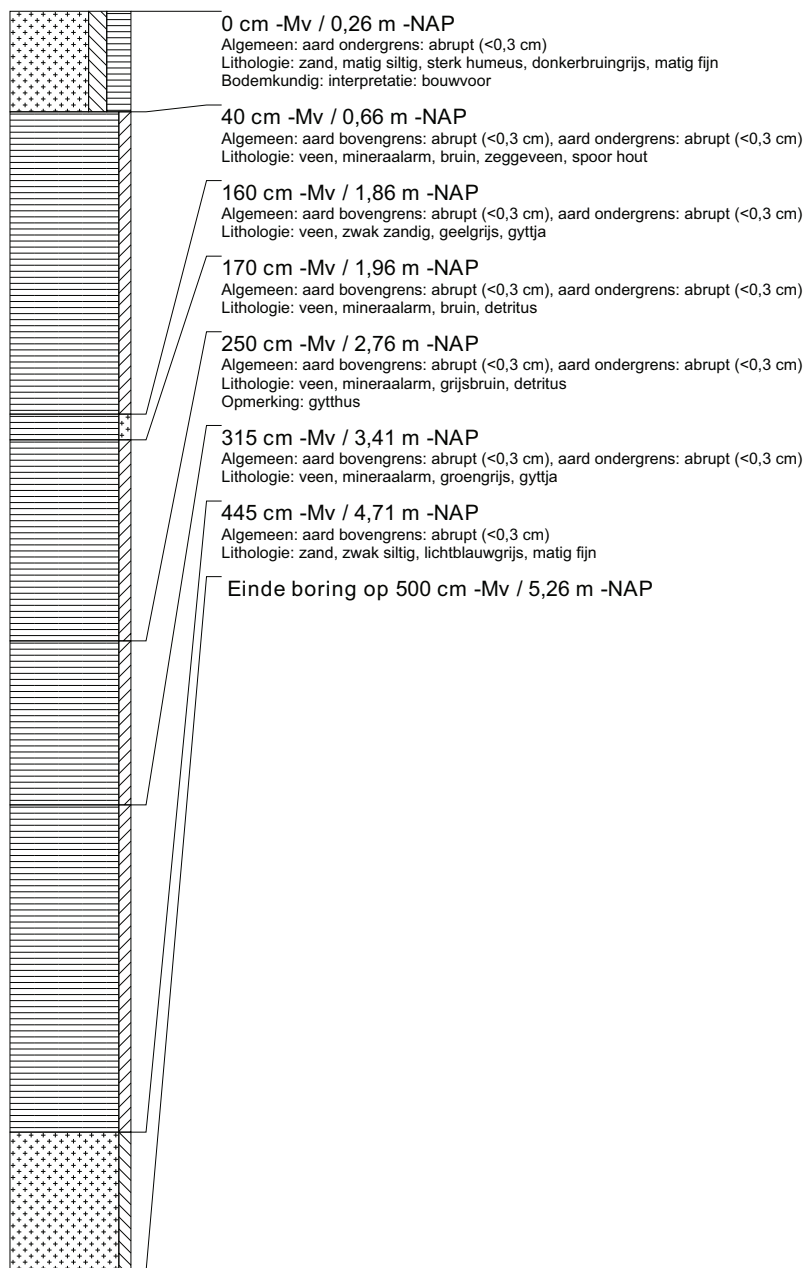 0 cm -Mv / 0,26 m -NAP
Algemeen: aard ondergrens: abrupt (<0,3 cm)
Lithologie: zand, matig siltig, sterk humeus, donkerbruingrijs, matig fijn
Bodemkundig: interpretatie: bouwvoor
40 cm -Mv / 0,66 m -NAP
Algemeen: aard bovengrens: abrupt (<0,3 cm), aard ondergrens: abrupt (<0,3 cm)
Lithologie: veen, mineraalarm, bruin, zeggeveen, spoor hout
160 cm -Mv / 1,86 m -NAP
Algemeen: aard bovengrens: abrupt (<0,3 cm), aard ondergrens: abrupt (<0,3 cm)
Lithologie: veen, zwak zandig, geelgrijs, gyttja
170 cm -Mv / 1,96 m -NAP
Algemeen: aard bovengrens: abrupt (<0,3 cm), aard ondergrens: abrupt (<0,3 cm)
Lithologie: veen, mineraalarm, bruin, detritus
250 cm -Mv / 2,76 m -NAP
Algemeen: aard bovengrens: abrupt (<0,3 cm), aard ondergrens: abrupt (<0,3 cm)
Lithologie: veen, mineraalarm, grijsbruin, detritus
Opmerking: gytthus
315 cm -Mv / 3,41 m -NAP
Algemeen: aard bovengrens: abrupt (<0,3 cm), aard ondergrens: abrupt (<0,3 cm)
Lithologie: veen, mineraalarm, groengrijs, gyttja
445 cm -Mv / 4,71 m -NAP
Algemeen: aard bovengrens: abrupt (<0,3 cm)
Lithologie: zand, zwak siltig, lichtblauwgrijs, matig fijn
Einde boring op 500 cm -Mv / 5,26 m -NAP